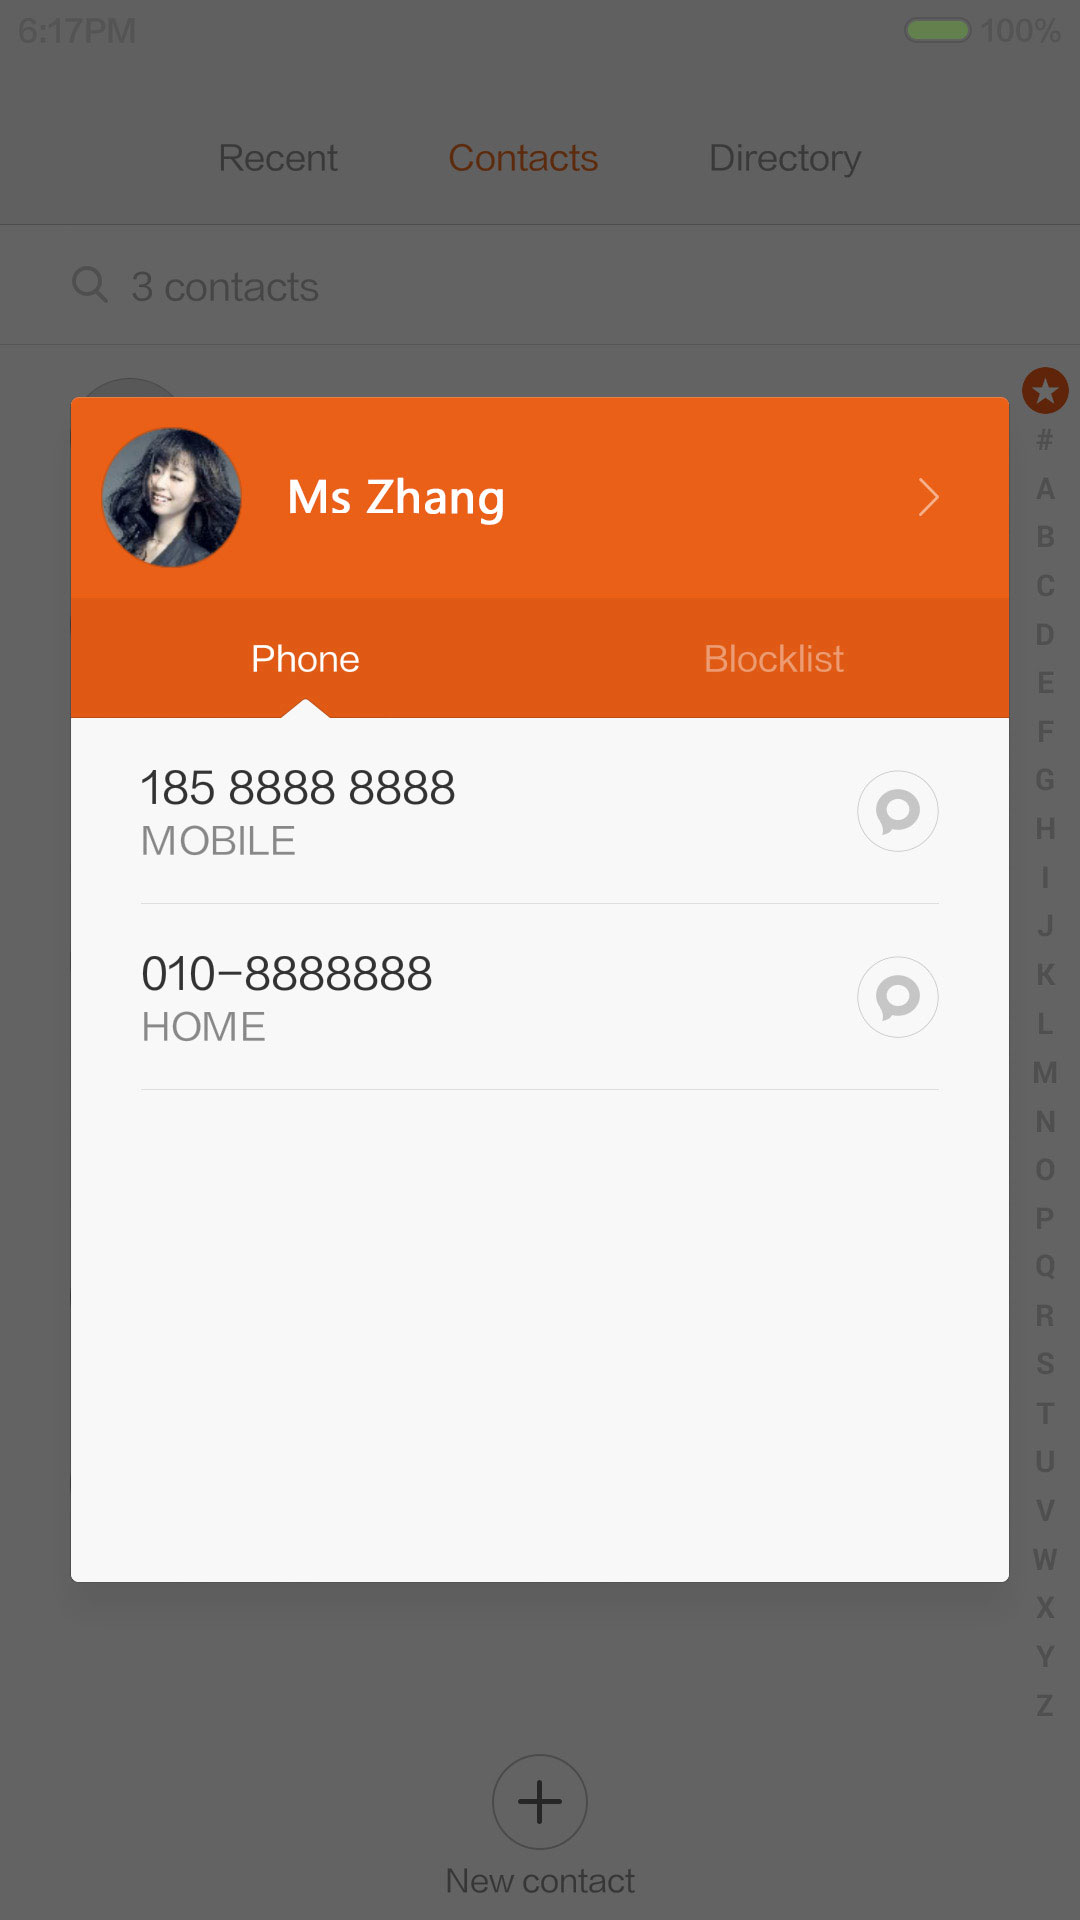 6:17PM 100%
Recent Contacts Directory
3 contacts
Ms Zhang
Phone Blocklist
185 8888 8888
MOBILE
010-8888888
HOME
#
A
B
C
D
E
F
G
H
I
J
K
L
M
N
O
P
Q
R
S
T
U
V
W
X
Y
Z
New contact